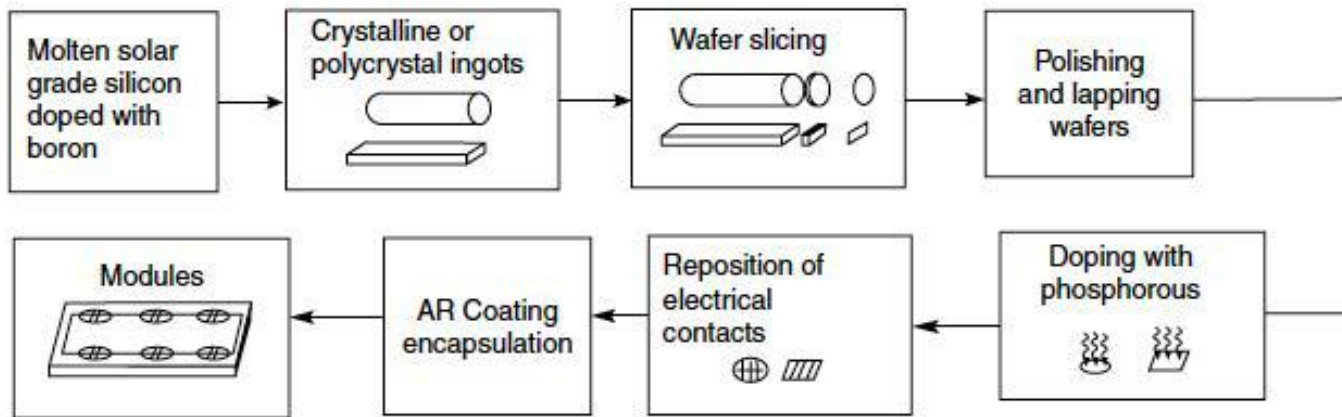 Molten solar
grade silicon
doped with
boron
Crystalline or
polycrystal ingots
Wafer slicing
Polishing
and lapping
wafers
Doping with
phosphorous
Reposition of
electrical
contacts
AR Coating
encapsulation
Modules